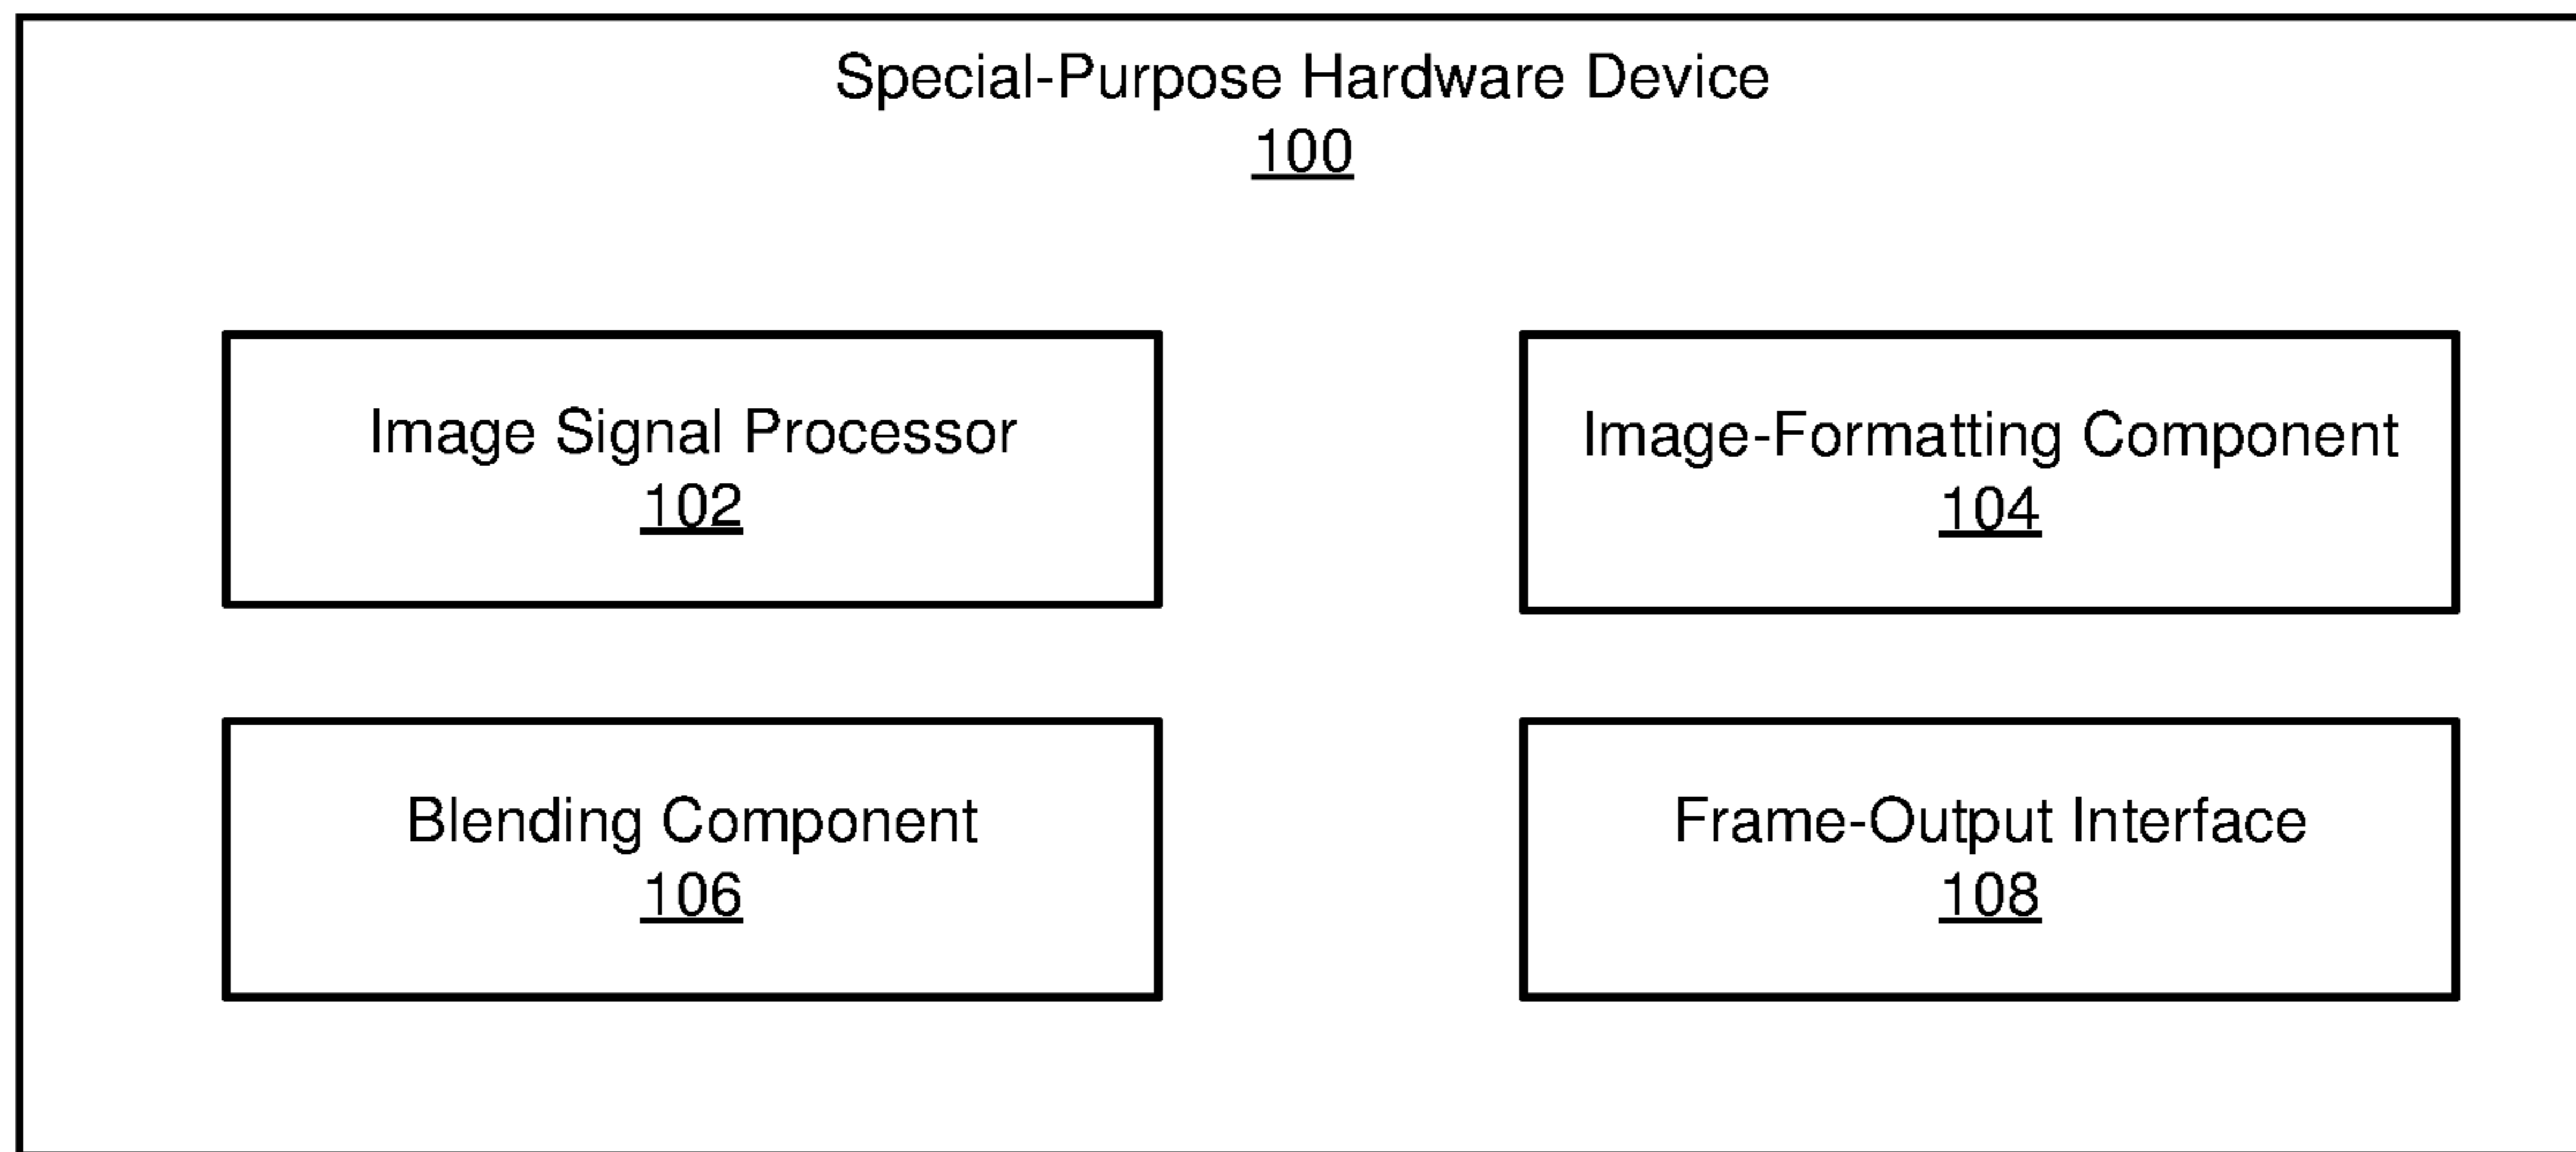 Special-Purpose Hardware Device
100
Image Signal Processor
102
Image-Formatting Component
104
Blending Component
106
Frame-Output Interface
108